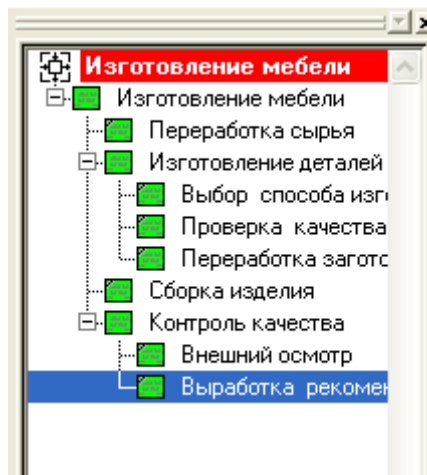 Изготовление мебели
Изготовление мебели
Переработка сырья
Изготовление деталей
Выбор способа изг
Проверка качества
Переработка загото
Сборка изделия
Контроль качества
Внешний осмотр
Выработка рекомен